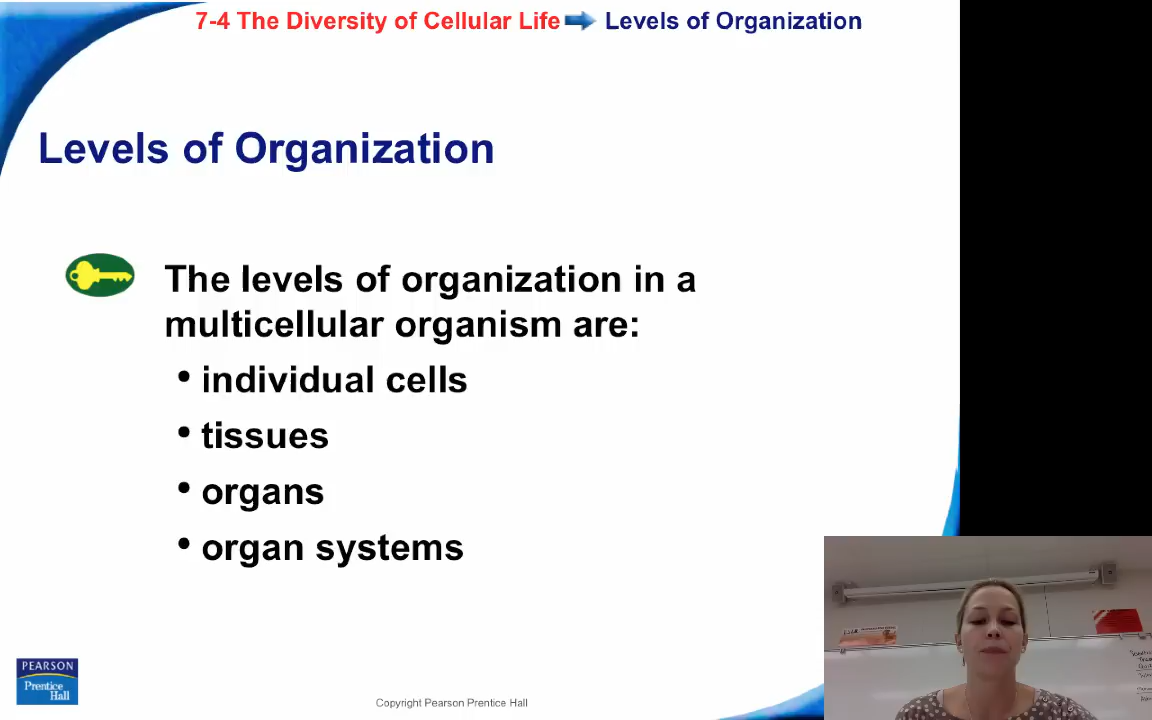 7-4 The Diversity of Cellular Life Levels of Organization
Levels of Organization
The levels of organization in a
multicellular organism are:
• individual cells
• tissues
• organs
• organ systems
PEARSON
Prentice
Hall
Copyright Pearson Prentice Hall